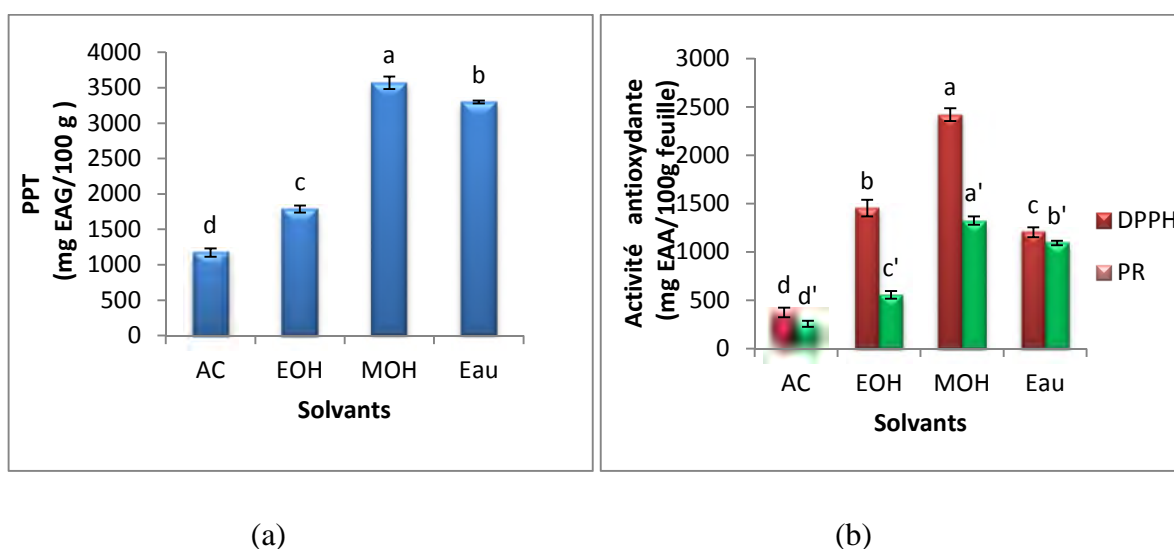 PPT
(mg EAG/100 g )
4000
3500
3000
2500
2000
1500
1000
500
0
d
c
a
b
AC EOH MOH Eau
Solvants
Activité antioxydante
(mg EAA/100g feuille)
3000
2500
2000
1500
1000
500
0
d d'
b c'
a a'
c b'
AC EOH MOH Eau
Solvants
DPPH
PR
(a) (b)